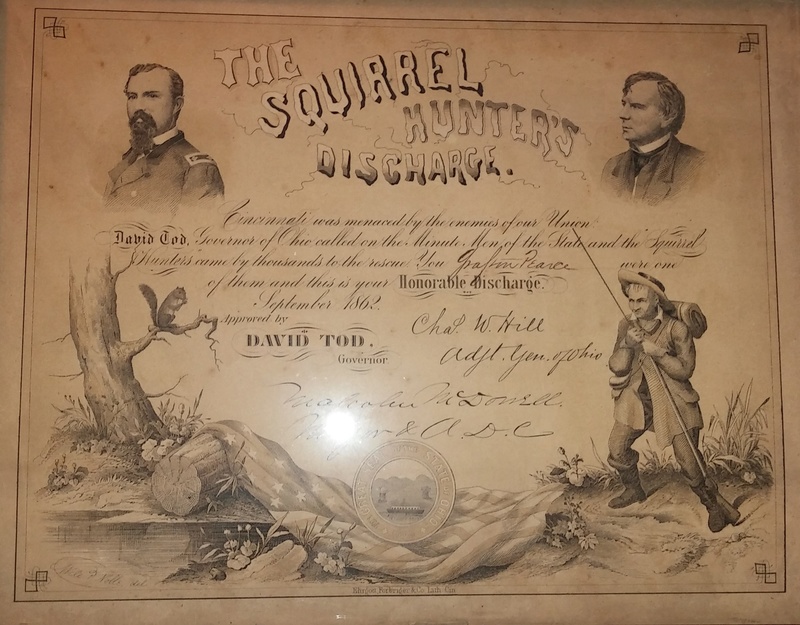 THE
SQUIRREL
HUNTER'S
DISCHARGE.
Cincinnati was menaced by the enemies of our Union
David Tod, Governor of Ohio called on the Minute Men of the State and the Squirrel
Hunters came by thousands to the rescue You Pearce were one
of them and this is your Honorable Discharge.
September 1862.
Approved by
Chas. W. Hill
DAVID TOD.
Adjt. Gen. of Ohio
Governor.
Malcolm McDowell.
& A D C